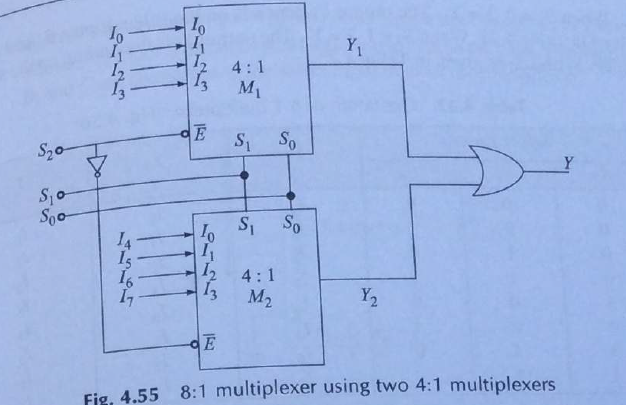 I₀ I₀
I₁ I₁
I₂ I₂
I₃ I₃
4 : 1
M₁
Y₁
E̅
S₁ S₀
S₂
S₁
S₀
Y
I₄ I₀
I₅ I₁
I₆ I₂
I₇ I₃
S₁ S₀
4 : 1
M₂
Y₂
E̅
Fig. 4.55 8:1 multiplexer using two 4:1 multiplexers